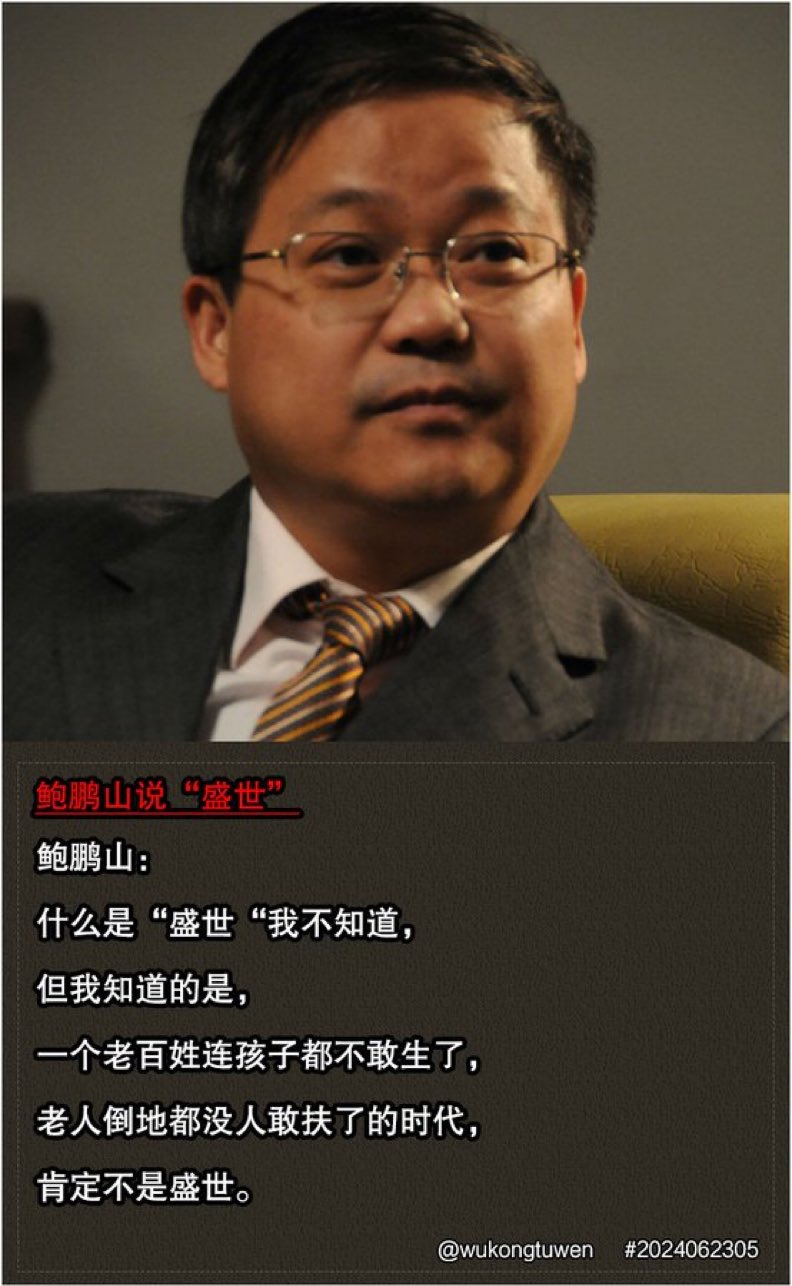 鲍鹏山说“盛世”
鲍鹏山：
什么是“盛世“我不知道，
但我知道的是，
一个老百姓连孩子都不敢生了，
老人倒地都没人敢扶了的时代，
肯定不是盛世。
@wukongtuwen #2024062305